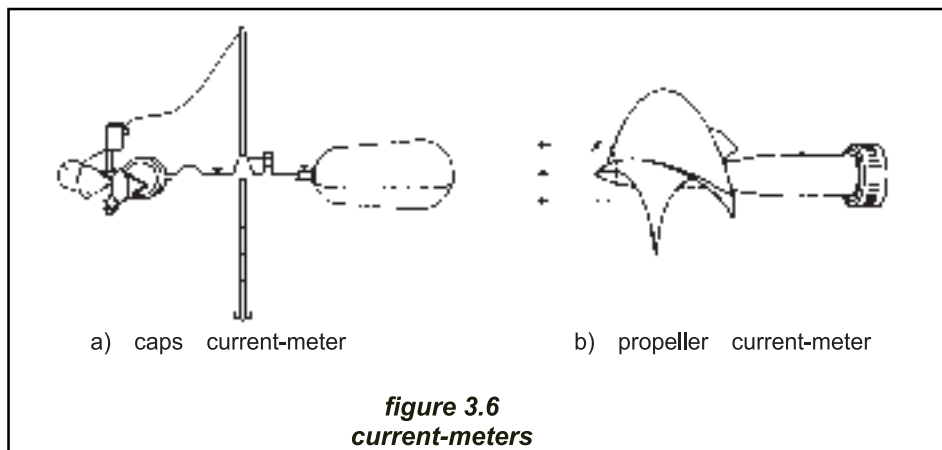 a) caps current-meter
b) propeller current-meter
figure 3.6
current-meters